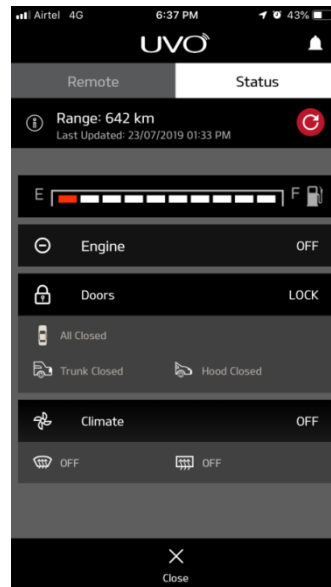 Airtel 4G 6:37 PM 43%
UVO
Remote Status
Range: 642 km
Last Updated: 23/07/2019 01:33 PM
E F
Engine OFF
Doors LOCK
All Closed
Trunk Closed Hood Closed
Climate OFF
OFF OFF
Close